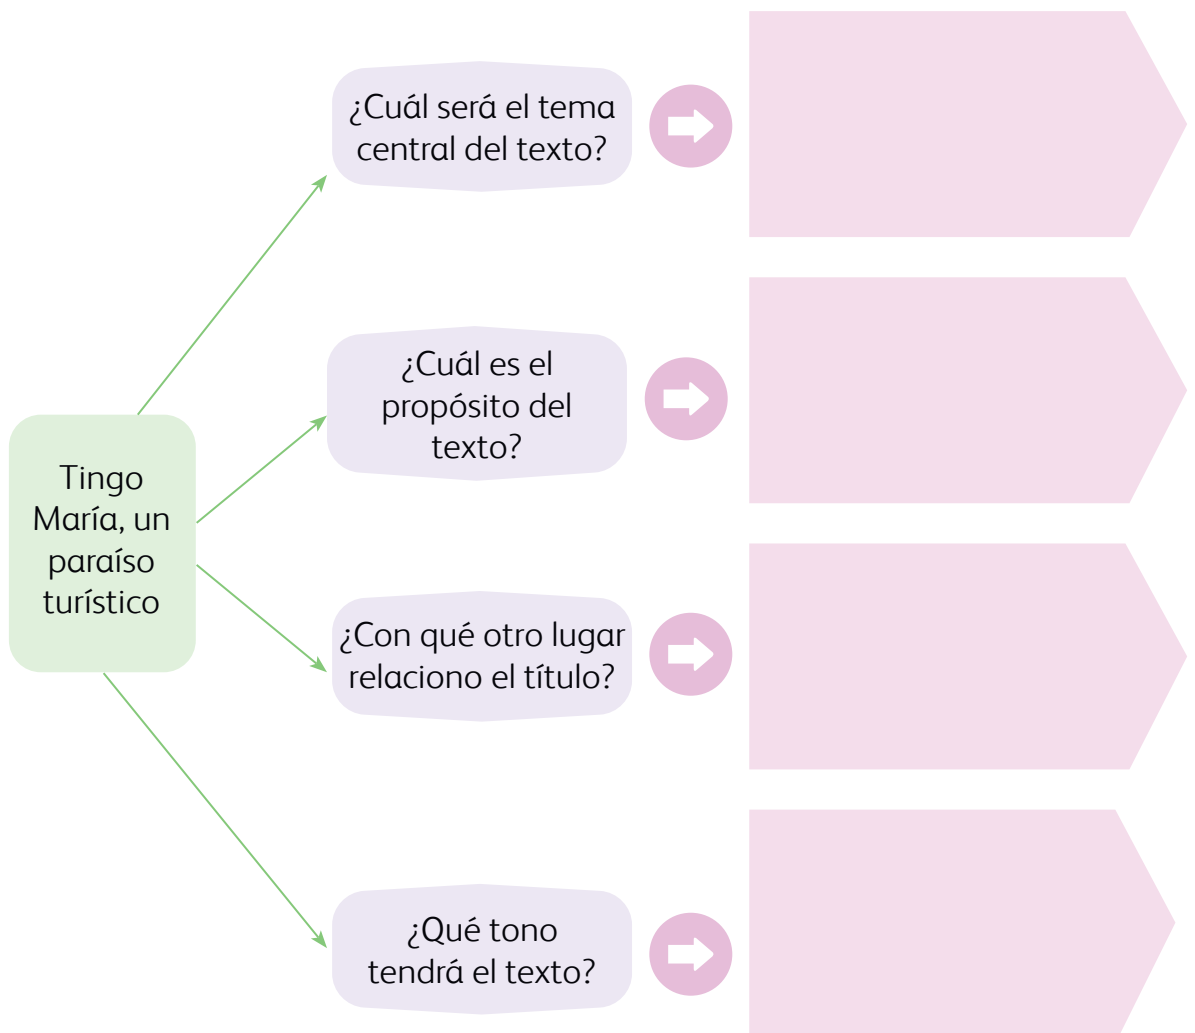 ¿Cuál será el tema
central del texto?
¿Cuál es el
propósito del
texto?
Tingo
María, un
paraíso
turístico
¿Con qué otro lugar
relaciono el título?
¿Qué tono
tendrá el texto?